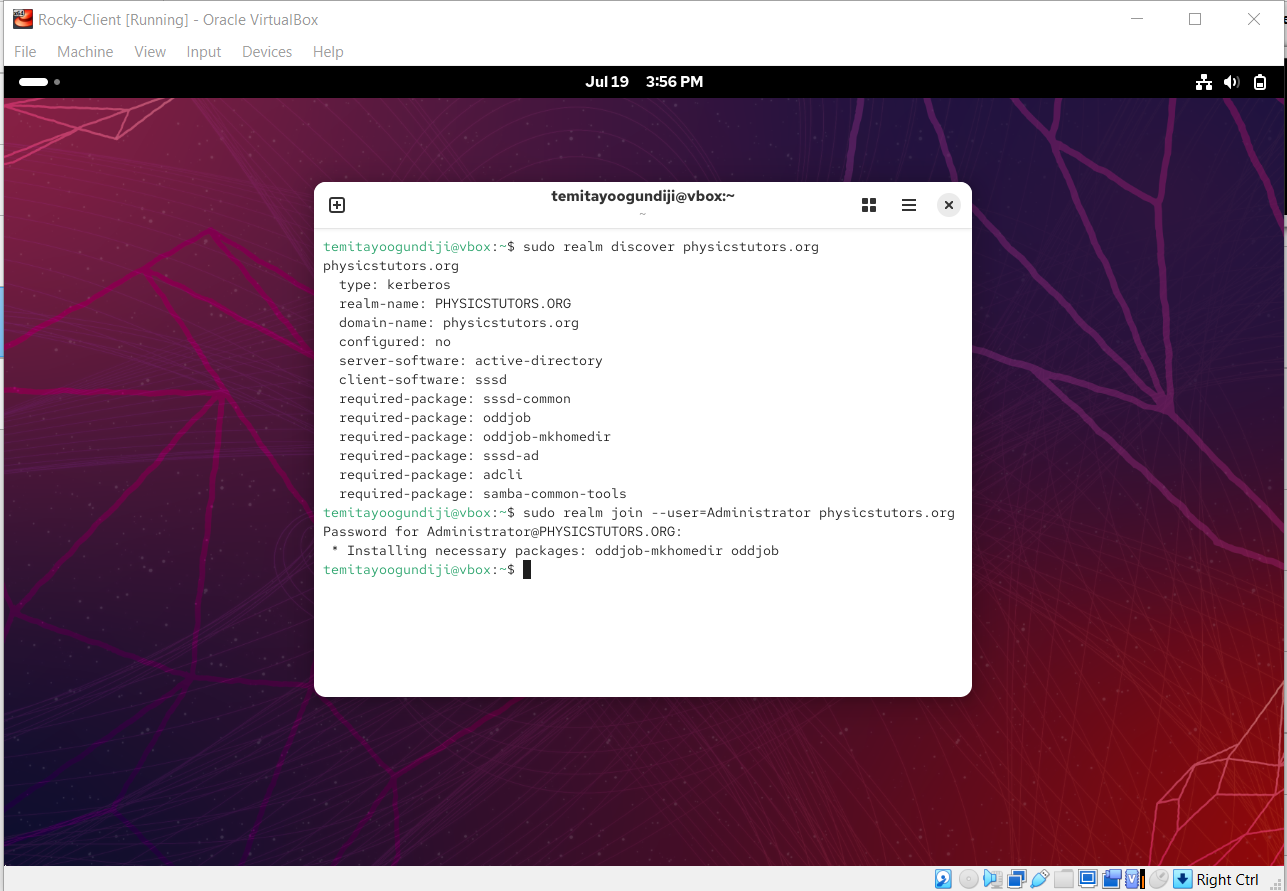 Rocky-Client [Running] - Oracle VirtualBox
File Machine View Input Devices Help
Jul 19 3:56 PM
temitayoogundiji@vbox:~
~
temitayoogundiji@vbox:~$ sudo realm discover physicstutors.org
physicstutors.org
  type: kerberos
  realm-name: PHYSICSTUTORS.ORG
  domain-name: physicstutors.org
  configured: no
  server-software: active-directory
  client-software: sssd
  required-package: sssd-common
  required-package: oddjob
  required-package: oddjob-mkhomedir
  required-package: sssd-ad
  required-package: adcli
  required-package: samba-common-tools
temitayoogundiji@vbox:~$ sudo realm join --user=Administrator physicstutors.org
Password for Administrator@PHYSICSTUTORS.ORG:
 * Installing necessary packages: oddjob-mkhomedir oddjob
temitayoogundiji@vbox:~$
Right Ctrl